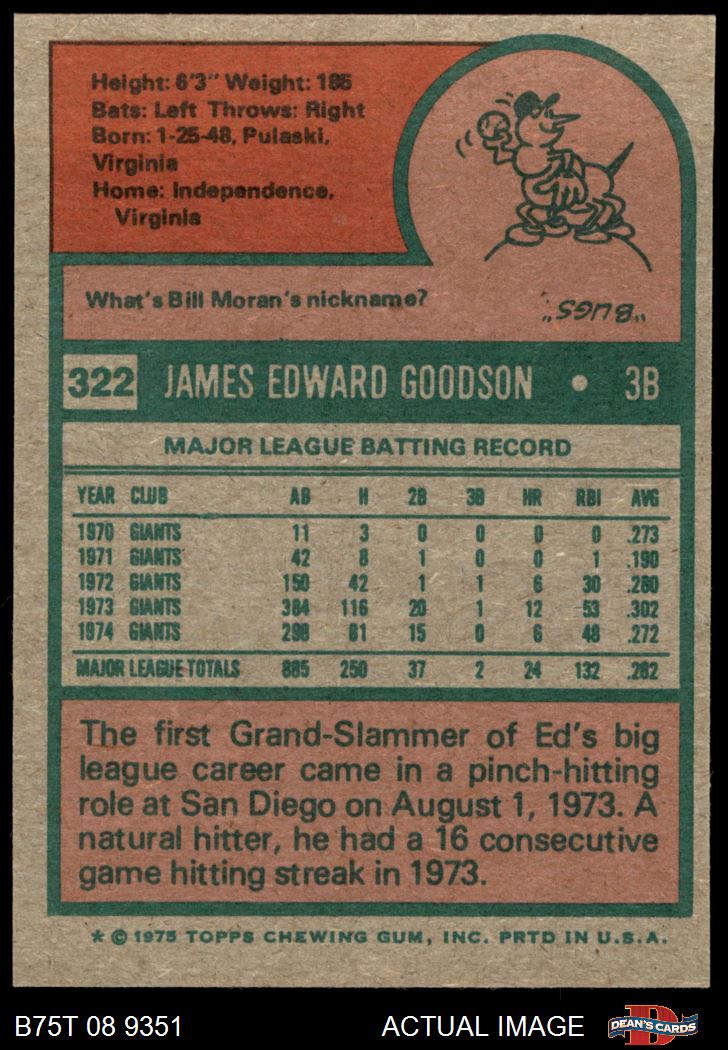 Height: 6'3" Weight: 185
Bats: Left Throws: Right
Born: 1-25-48, Pulaski,
Virginia
Home: Independence,
Virginia
What's Bill Moran's nickname?
"BUGS"
322 JAMES EDWARD GOODSON • 3B
MAJOR LEAGUE BATTING RECORD
YEAR CLUB AB H 2B 3B HR RBI AVG
1970 GIANTS 11 3 0 0 0 0 .273
1971 GIANTS 42 8 1 0 0 1 .190
1972 GIANTS 150 42 1 1 6 30 .280
1973 GIANTS 384 116 20 1 12 53 .302
1974 GIANTS 298 81 15 0 6 48 .272
MAJOR LEAGUE TOTALS 885 250 37 2 24 132 .282
The first Grand-Slammer of Ed's big
league career came in a pinch-hitting
role at San Diego on August 1, 1973. A
natural hitter, he had a 16 consecutive
game hitting streak in 1973.
* © 1975 TOPPS CHEWING GUM, INC. PRTD IN U.S.A.
B75T 08 9351 ACTUAL IMAGE DEAN'S CARDS